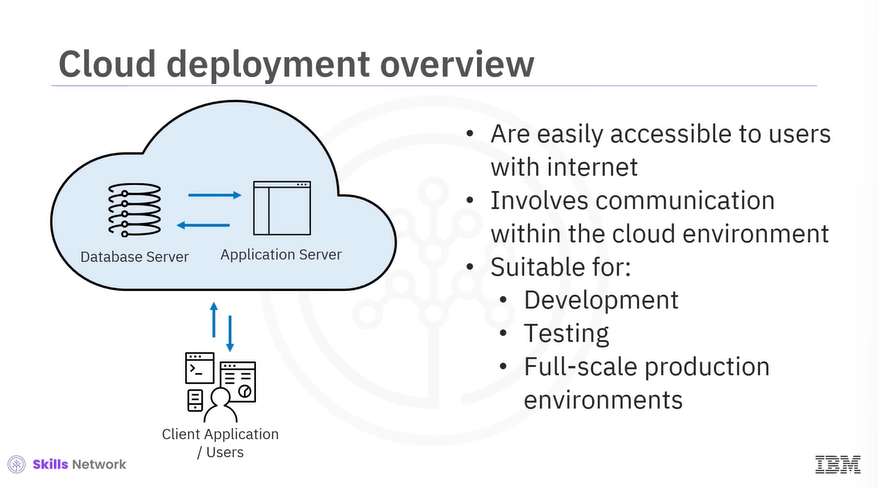 Cloud deployment overview
Database Server
Application Server
Client Application
/ Users
• Are easily accessible to users
with internet
• Involves communication
within the cloud environment
• Suitable for:
• Development
• Testing
• Full-scale production
environments
Skills Network
IBM